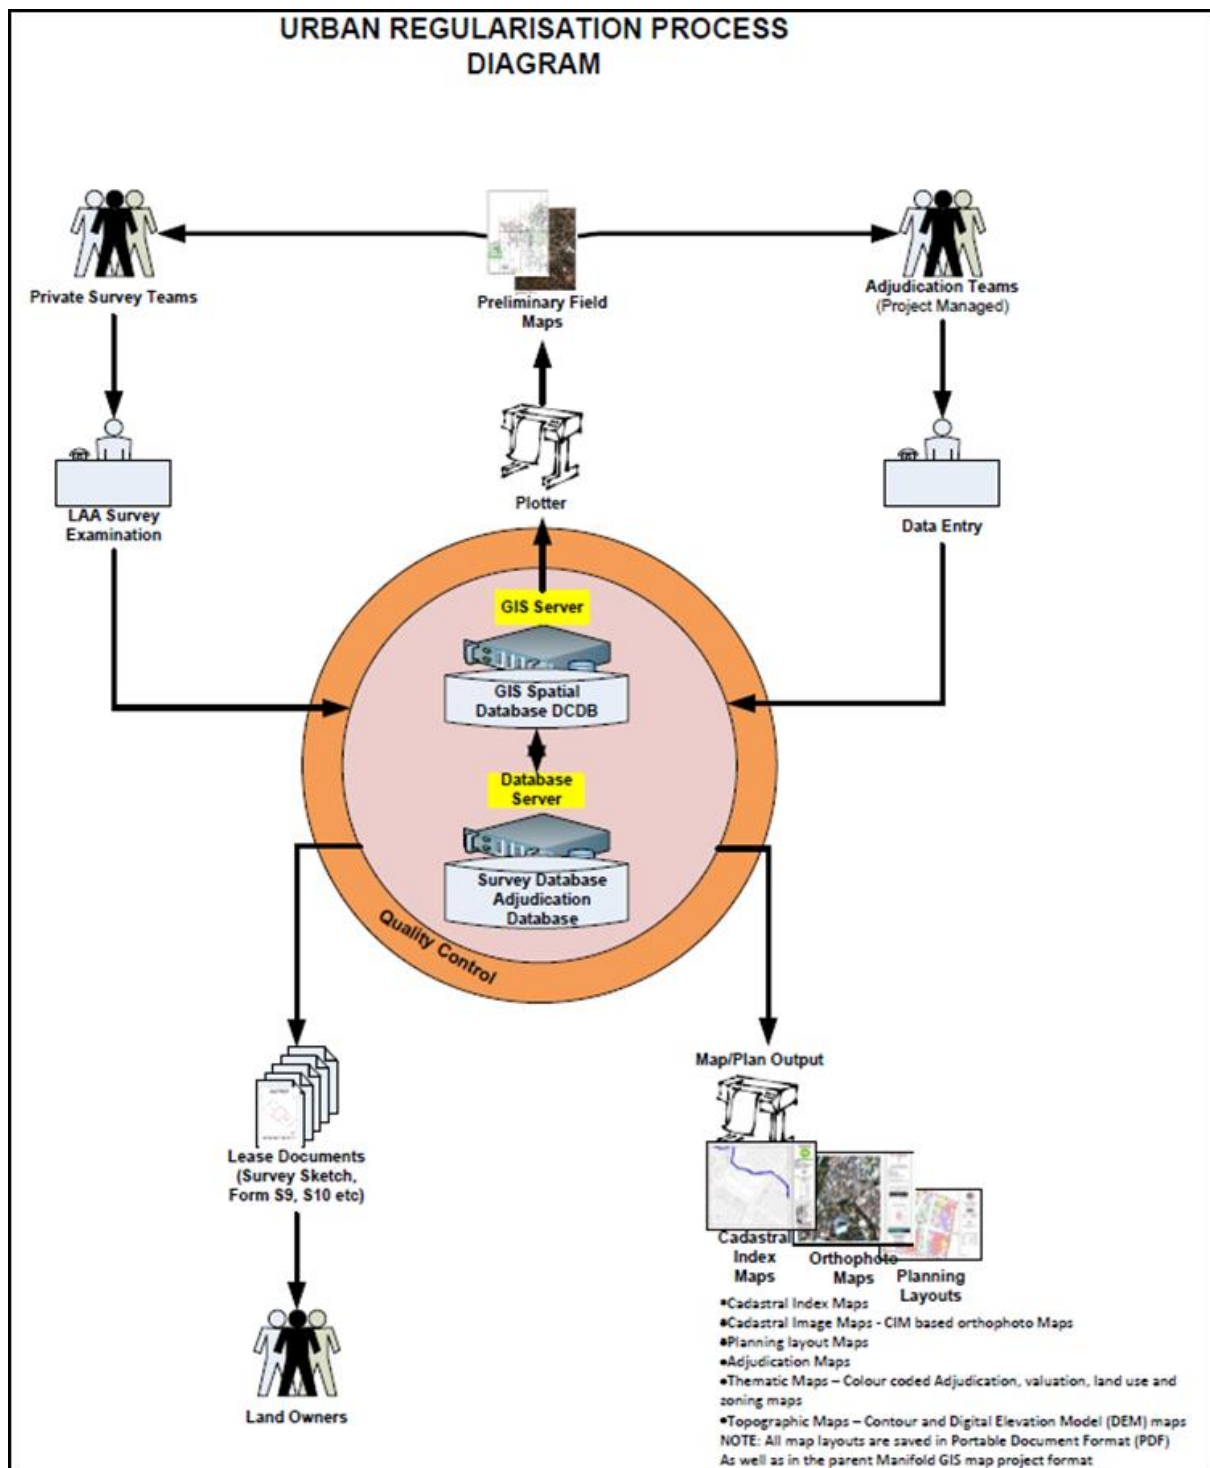 URBAN REGULARISATION PROCESS
DIAGRAM
Private Survey Teams
Preliminary Field
Maps
Adjudication Teams
(Project Managed)
LAA Survey
Examination
Plotter
Data Entry
GIS Server
GIS Spatial
Database DCDB
Database
Server
Survey Database
Adjudication
Database
Quality Control
Map/Plan Output
Lease Documents
(Survey Sketch,
Form S9, S10 etc)
Cadastral
Index
Maps
Orthophoto
Maps
Planning
Layouts
Land Owners
•Cadastral Index Maps
•Cadastral Image Maps - CIM based orthophoto Maps
•Planning layout Maps
•Adjudication Maps
•Thematic Maps – Colour coded Adjudication, valuation, land use and
zoning maps
•Topographic Maps – Contour and Digital Elevation Model (DEM) maps
NOTE: All map layouts are saved in Portable Document Format (PDF)
As well as in the parent Manifold GIS map project format